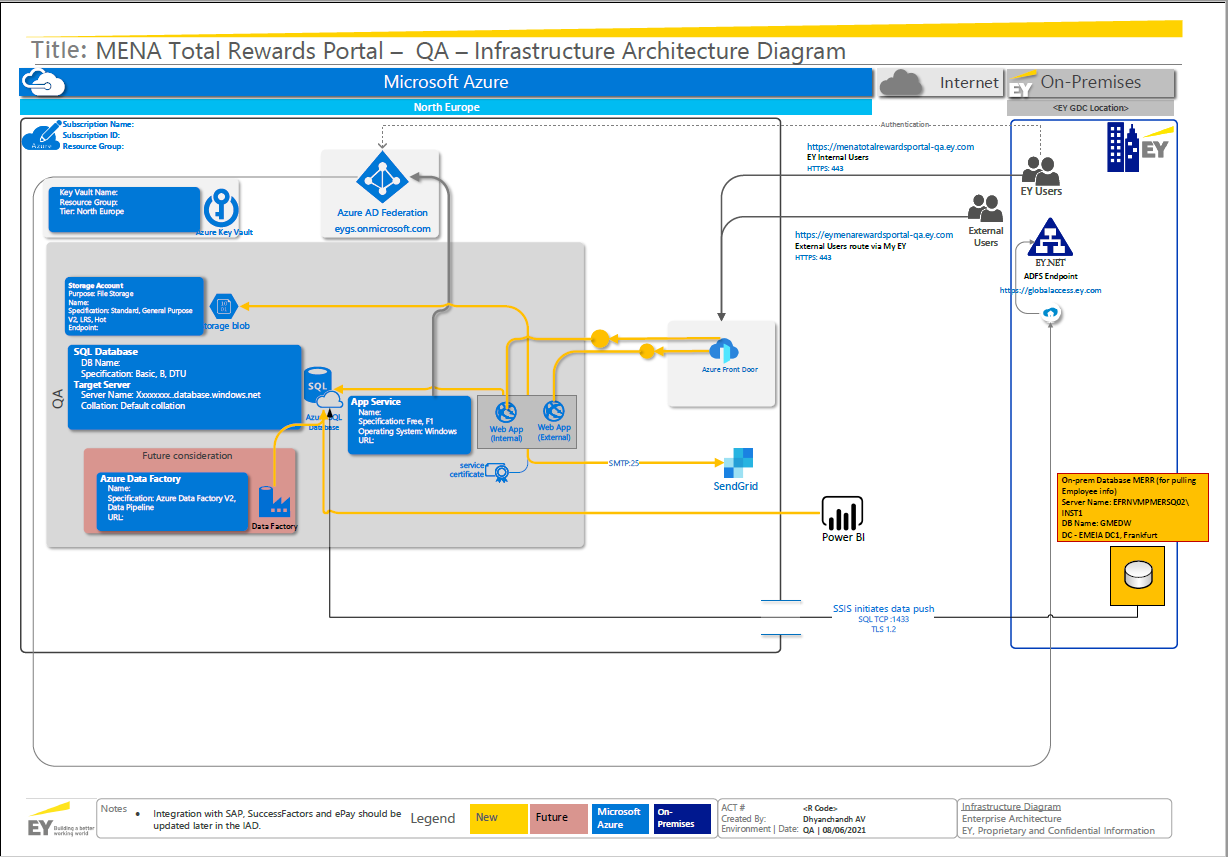 Title: MENA Total Rewards Portal – QA – Infrastructure Architecture Diagram
Microsoft Azure
Internet
EY
On-Premises
North Europe
<EY GDC Location>
Subscription Name:
Subscription ID:
Resource Group:
Azure
Authentication
https://menatotalrewardsportal-qa.ey.com
EY Internal Users
HTTPS: 443
EY
EY Users
Key Vault Name:
Resource Group:
Tier: North Europe
Azure Key Vault
Azure AD Federation
eygs.onmicrosoft.com
https://eymenarewardsportal-qa.ey.com
External Users route via My EY
HTTPS: 443
External
Users
EY.NET
ADFS Endpoint
https://globalaccess.ey.com
Storage Account
Purpose: File Storage
Name:
Specification: Standard, General Purpose
V2, LRS, Hot
Endpoint:
torage blob
QA
SQL Database
DB Name:
Specification: Basic, B, DTU
Target Server
Server Name: Xxxxxxxx.database.windows.net
Collation: Default collation
SQL
Azure SQL
Database
App Service
Name:
Specification: Free, F1
Operating System: Windows
URL:
Web App
(Internal)
Web App
(External)
Azure Front Door
service
certificate
SMTP:25
SendGrid
Future consideration
Azure Data Factory
Name:
Specification: Azure Data Factory V2,
Data Pipeline
URL:
Data Factory
Power BI
On-prem Database MERR (for pulling
Employee info)
Server Name: EFRNVMPMERSQ02\
INST1
DB Name: GMEDW
DC - EMEIA DC1, Frankfurt
SSIS initiates data push
SQL TCP :1433
TLS 1.2
EY
Building a better
working world
Notes
• Integration with SAP, SuccessFactors and ePay should be
updated later in the IAD.
Legend
New
Future
Microsoft
Azure
On-
Premises
ACT # <R Code>
Created By: Dhyanchandh AV
Environment | Date: QA | 08/06/2021
Infrastructure Diagram
Enterprise Architecture
EY, Proprietary and Confidential Information